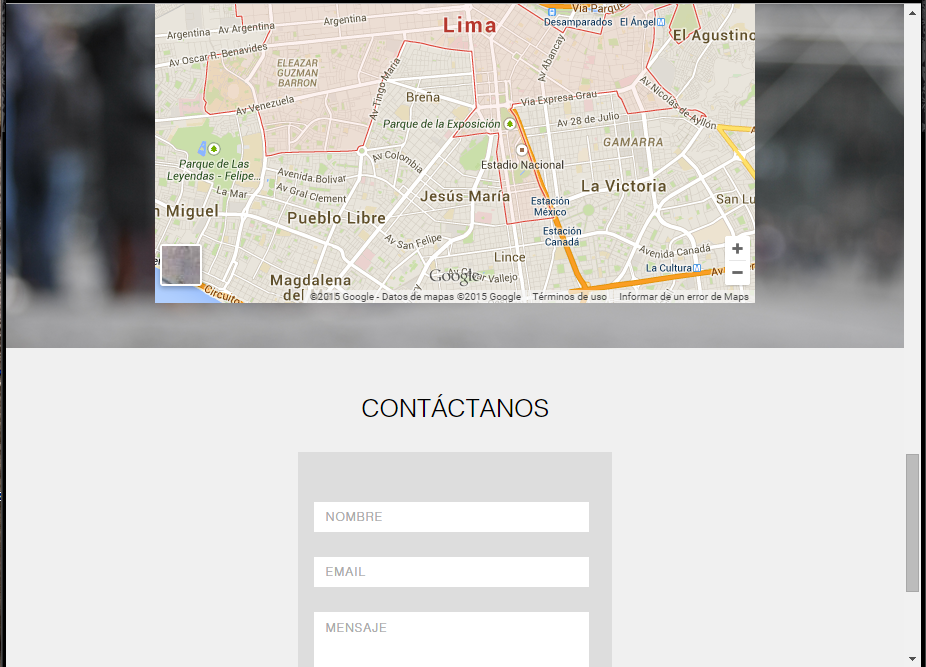 Lima
Vía Parque
Desamparados
El Ángel
El Agustino
Argentina
Av Argentina
Argentina
Av Oscar R. Benavides
ELEAZAR
GUZMAN
BARRON
Av Tingo Maria
Av Abancay
Breña
Av Venezuela
Vía Expresa Grau
Av Nicolás de Ayllón
Parque de la Exposición
Av 28 de Julio
GAMARRA
Av Colombia
Estadio Nacional
Parque de Las
Leyendas - Felipe...
Avenida Bolivar
La Mar
Av Gral Clement
Jesús María
La Victoria
n Miguel
Pueblo Libre
Estación
México
San Lu
Estación
Canadá
Av San Felipe
Lince
Avenida Canadá
La Cultura
Av César Vallejo
Google
Magdalena
del
Circuito
©2015 Google - Datos de mapas ©2015 Google
Términos de uso
Informar de un error de Maps
CONTÁCTANOS
NOMBRE
EMAIL
MENSAJE